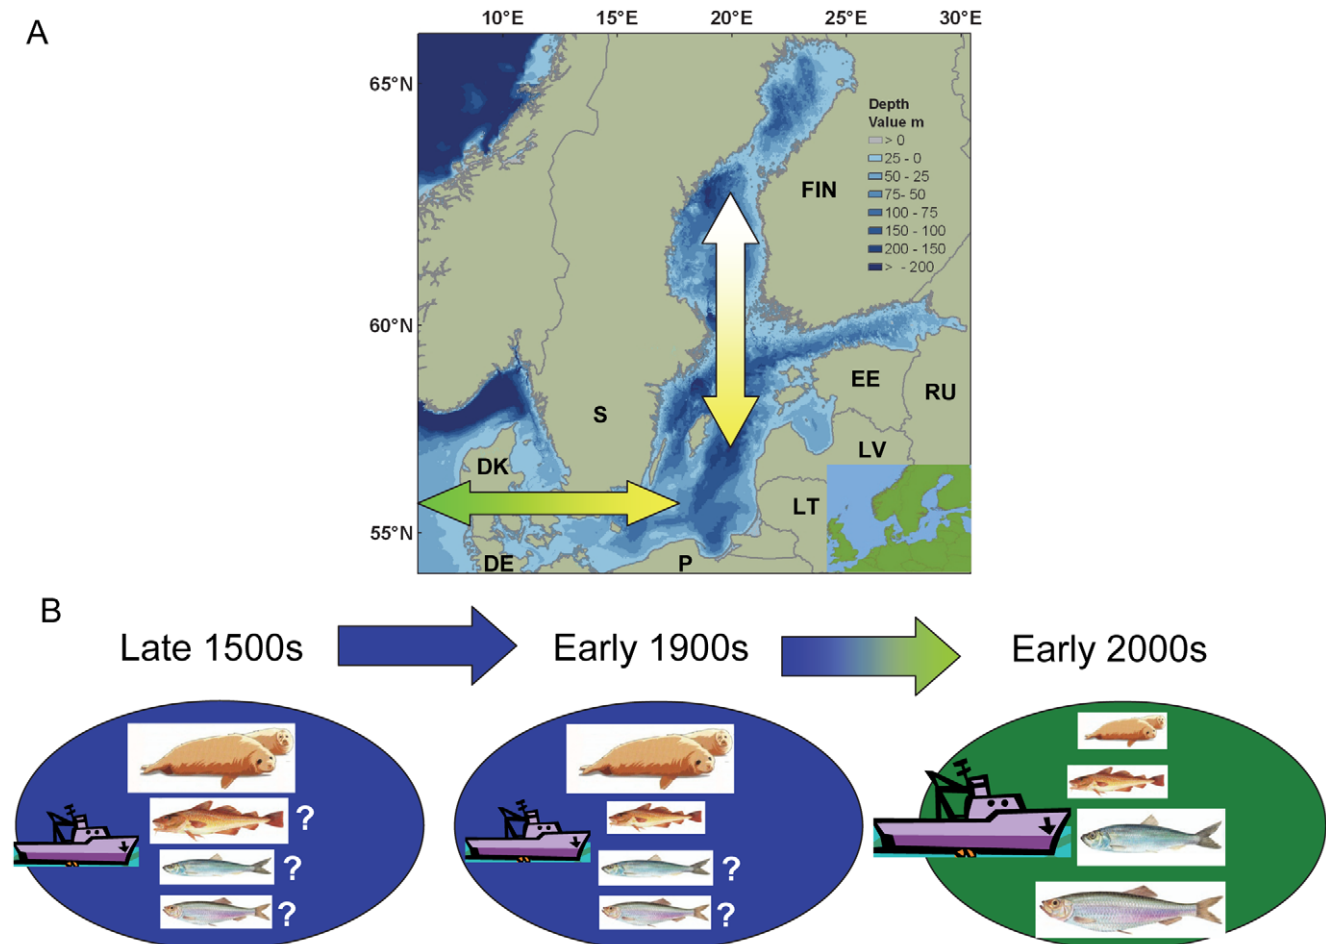 A
10°E 15°E 20°E 25°E 30°E
65°N
60°N
55°N
Depth
Value m
> 0
25 - 0
50 - 25
75- 50
100 - 75
150 - 100
200 - 150
> - 200
FIN
S
EE
RU
LV
DK
LT
DE
P
B
Late 1500s
Early 1900s
Early 2000s
?
?
?
?
?